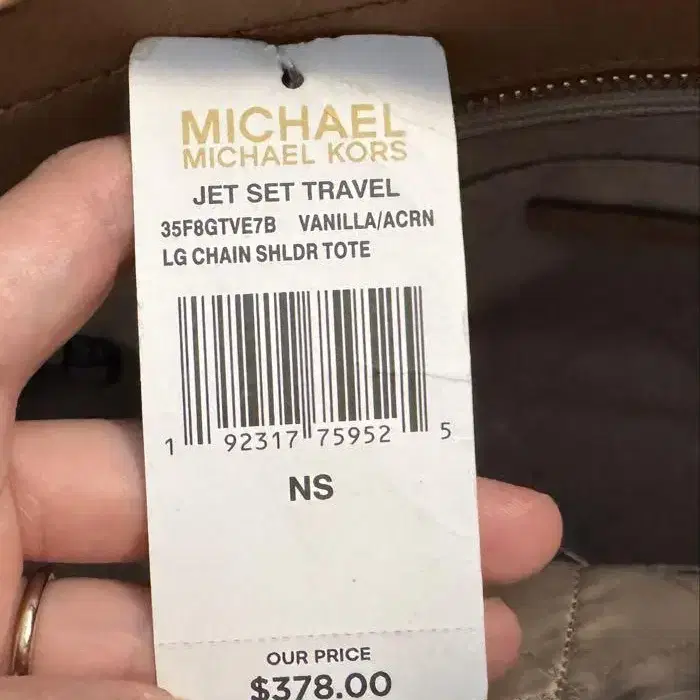 MICHAEL
MICHAEL KORS
JET SET TRAVEL
35F8GTVE7B VANILLA/ACRN
LG CHAIN SHLDR TOTE
1 92317 75952 5
NS
OUR PRICE
$378.00